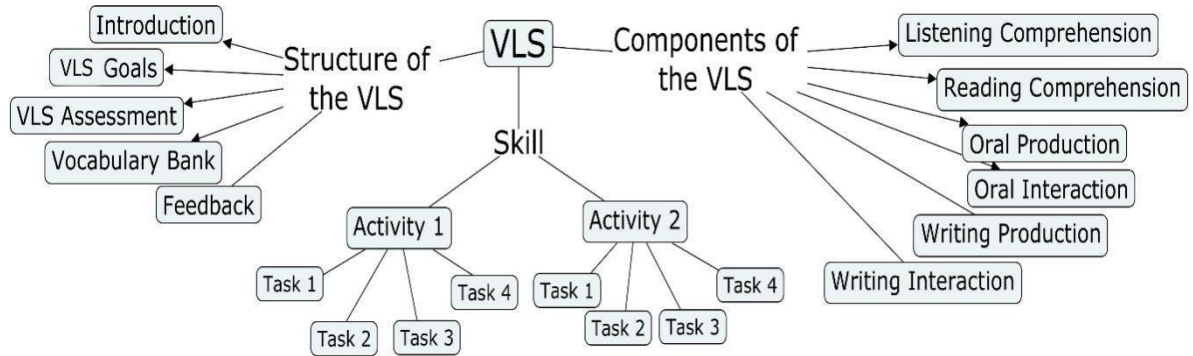 VLS
Structure of
the VLS
Introduction
VLS Goals
VLS Assessment
Vocabulary Bank
Feedback
Skill
Activity 1
Task 1
Task 2
Task 3
Task 4
Activity 2
Task 1
Task 2
Task 3
Task 4
Components of
the VLS
Listening Comprehension
Reading Comprehension
Oral Production
Oral Interaction
Writing Production
Writing Interaction